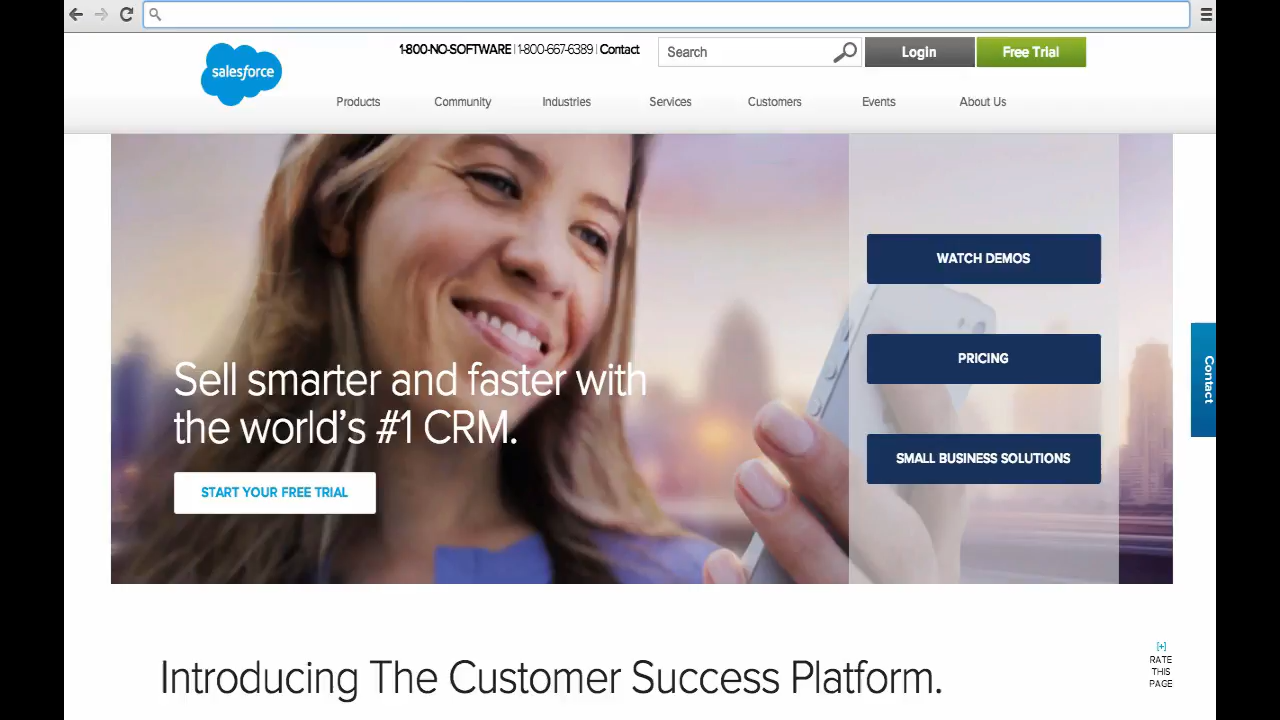 salesforce
1-800-NO-SOFTWARE | 1-800-667-6389 | Contact
Search
Login
Free Trial
Products
Community
Industries
Services
Customers
Events
About Us
Sell smarter and faster with
the world's #1 CRM.
START YOUR FREE TRIAL
WATCH DEMOS
PRICING
SMALL BUSINESS SOLUTIONS
Contact
Introducing The Customer Success Platform.
[+]
RATE
THIS
PAGE